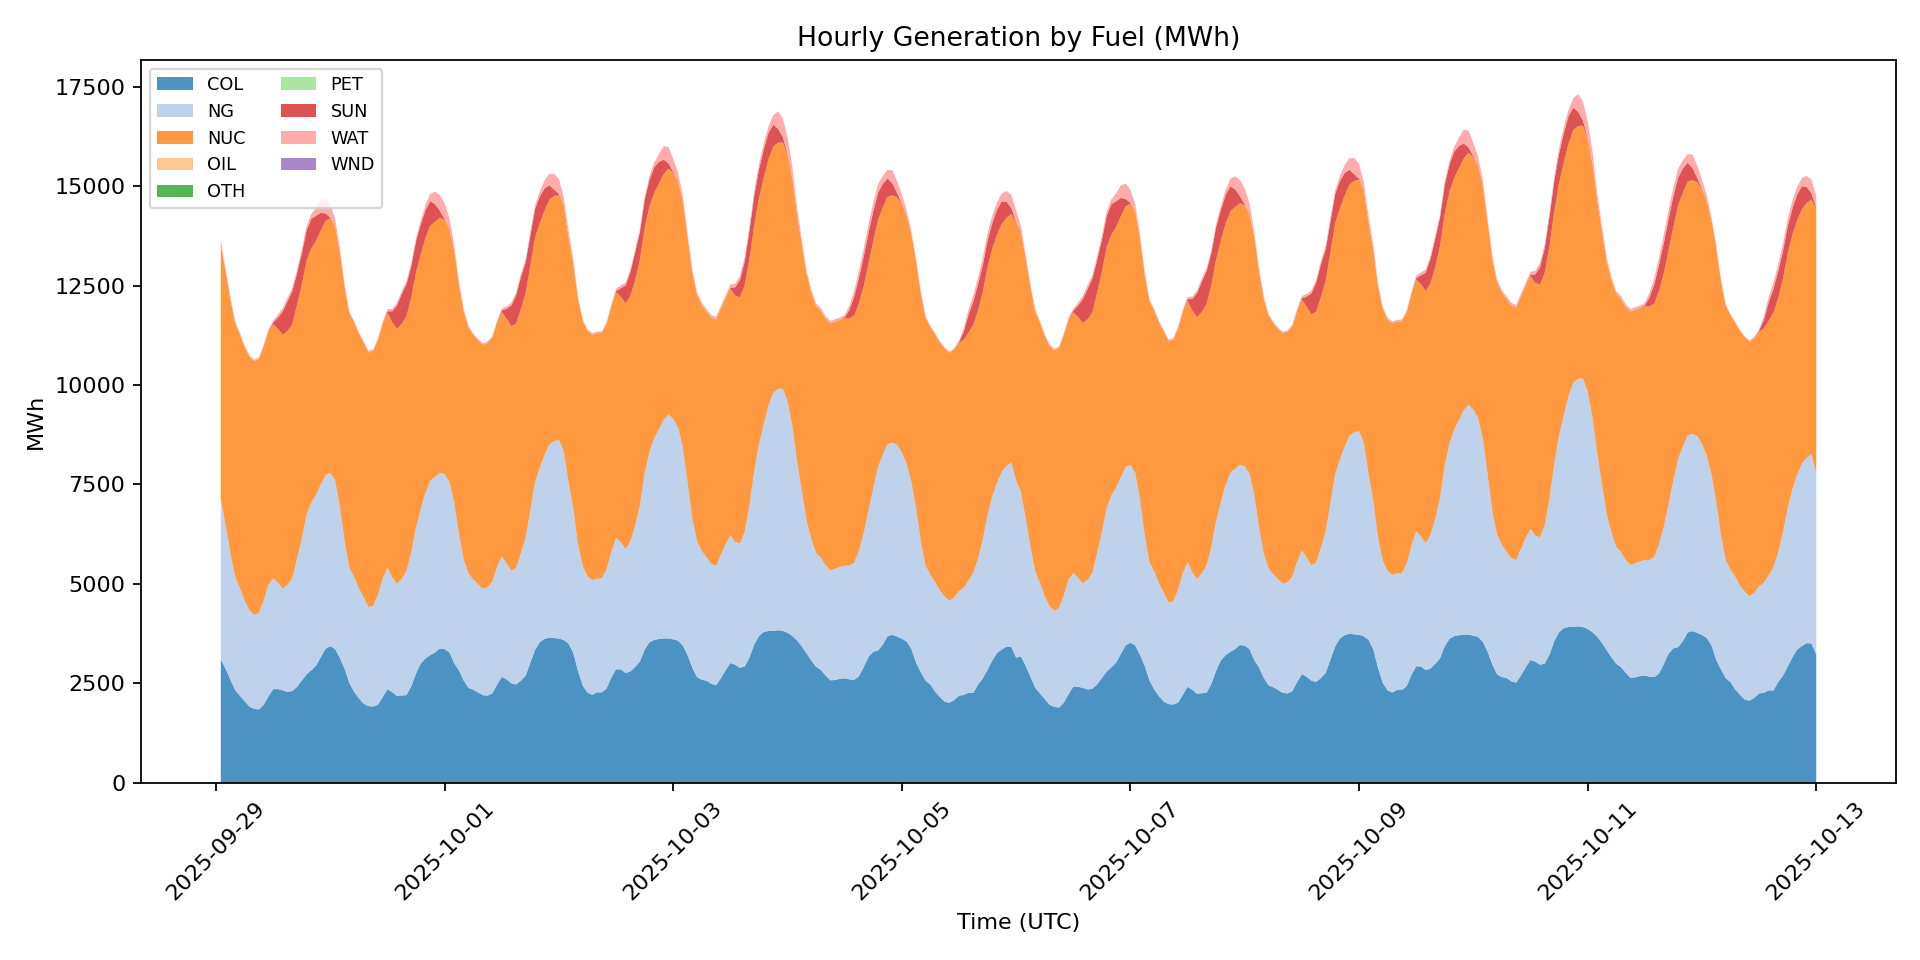 Hourly Generation by Fuel (MWh)
COL
NG
NUC
OIL
OTH
PET
SUN
WAT
WND
17500
15000
12500
10000
7500
5000
2500
0
MWh
2025-09-29
2025-10-01
2025-10-03
2025-10-05
2025-10-07
2025-10-09
2025-10-11
2025-10-13
Time (UTC)